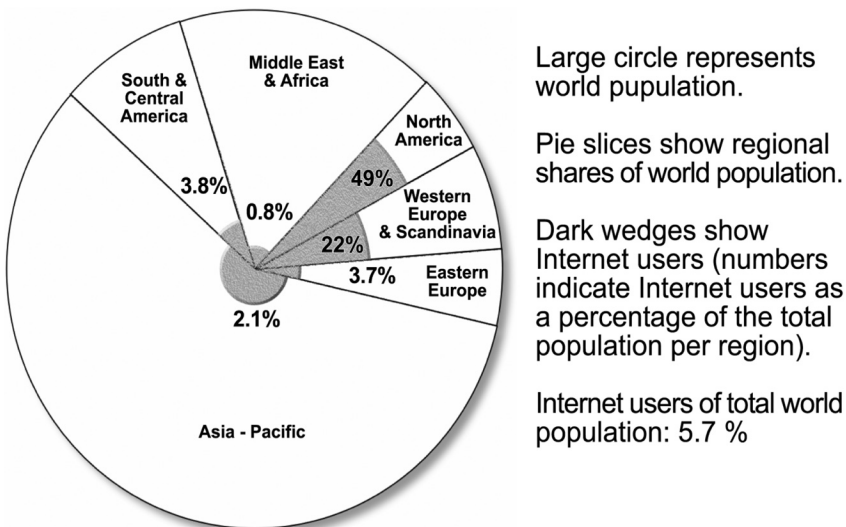 South &
Central
America
Middle East
& Africa
North
America
Western
Europe
& Scandinavia
Eastern
Europe
Asia - Pacific
3.8%
0.8%
49%
22%
3.7%
2.1%
Large circle represents
world pupulation.
Pie slices show regional
shares of world population.
Dark wedges show
Internet users (numbers
indicate Internet users as
a percentage of the total
population per region).
Internet users of total world
population: 5.7 %